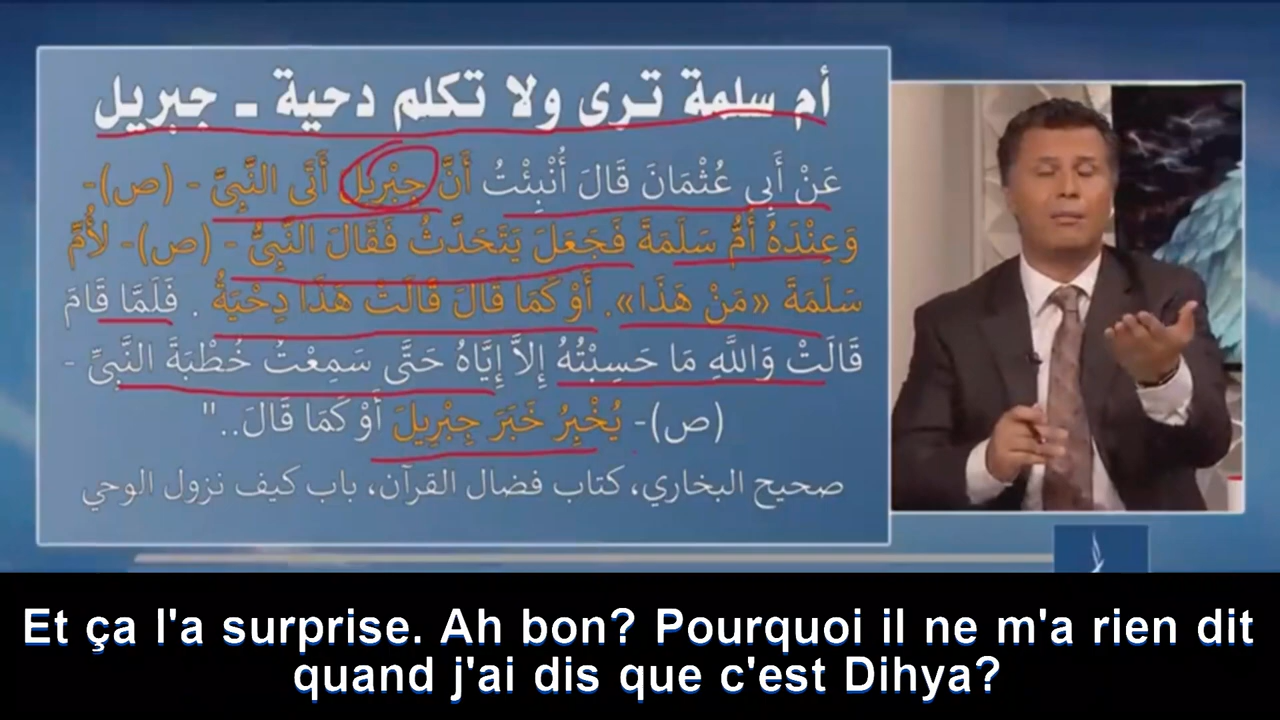 أم سلمة ترى ولا تكلم دحية ـ جبريل
عَنْ أَبِي عُثْمَانَ قَالَ أُنْبِئْتُ أَنَّ جِبْرِيلَ أَتَى النَّبِيَّ - (ص)-
وَعِنْدَهُ أُمُّ سَلَمَةَ فَجَعَلَ يَتَحَدَّثُ فَقَالَ النَّبِيُّ - (ص)- لأُمِّ
سَلَمَةَ «مَنْ هَذَا». أَوْ كَمَا قَالَ قَالَتْ هَذَا دِحْيَةُ . فَلَمَّا قَامَ
قَالَتْ وَاللَّهِ مَا حَسِبْتُهُ إِلاَّ إِيَّاهُ حَتَّى سَمِعْتُ خُطْبَةَ النَّبِيِّ -
(ص)- يُخْبِرُ خَبَرَ جِبْرِيلَ أَوْ كَمَا قَالَ.."
صحيح البخاري، كتاب فضال القرآن، باب كيف نزول الوحي
Et ça l'a surprise. Ah bon? Pourquoi il ne m'a rien dit
quand j'ai dis que c'est Dihya?